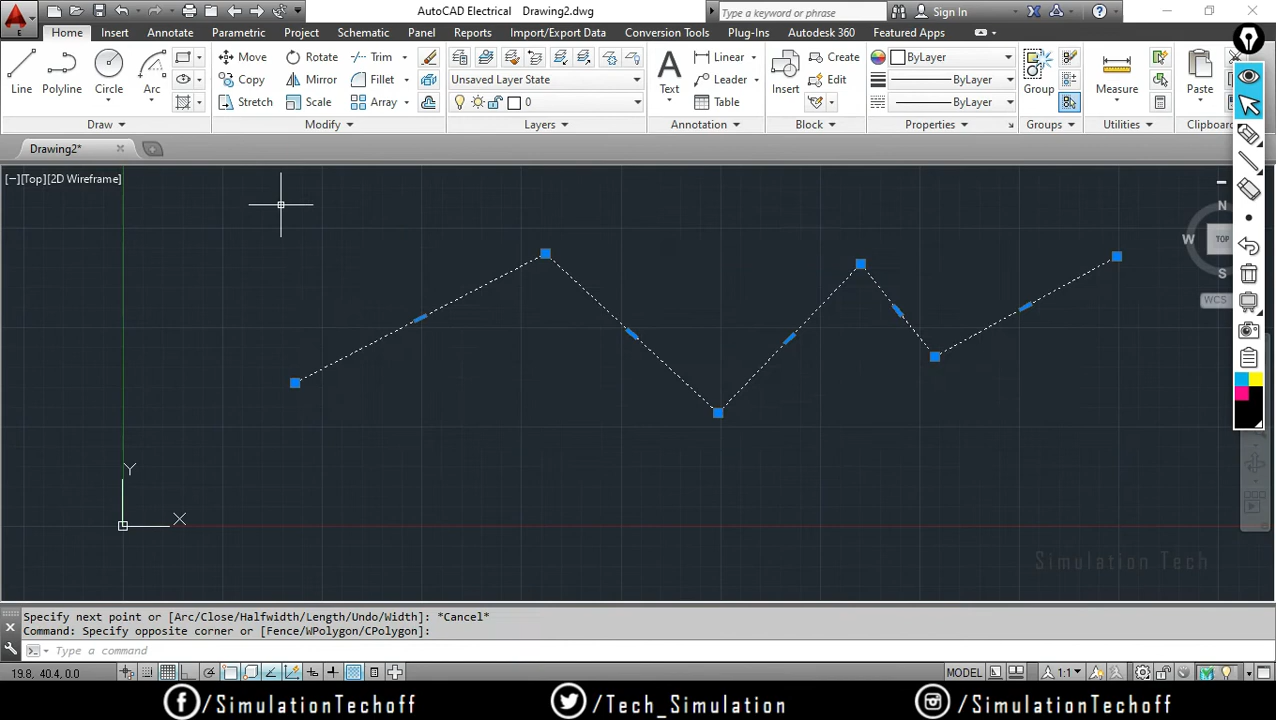 AutoCAD Electrical Drawing2.dwg
Type a keyword or phrase
Sign In
Home Insert Annotate Parametric Project Schematic Panel Reports Import/Export Data Conversion Tools Plug-Ins Autodesk 360 Featured Apps
Line Polyline Circle Arc
Move Rotate Trim
Copy Mirror Fillet
Stretch Scale Array
Unsaved Layer State
0
Text
Linear
Leader
Table
Insert
Create
Edit
ByLayer
ByLayer
ByLayer
Group
Measure
Paste
Draw Modify Layers Annotation Block Properties Groups Utilities Clipboard
Drawing2*
[−][Top][2D Wireframe]
N
W TOP
S
WCS
Y
X
Simulation Tech
Specify next point or [Arc/Close/Halfwidth/Length/Undo/Width]: *Cancel*
Command: Specify opposite corner or [Fence/WPolygon/CPolygon]:
Type a command
19.8, 40.4, 0.0
MODEL
1:1
/SimulationTechoff /Tech_Simulation /SimulationTechoff